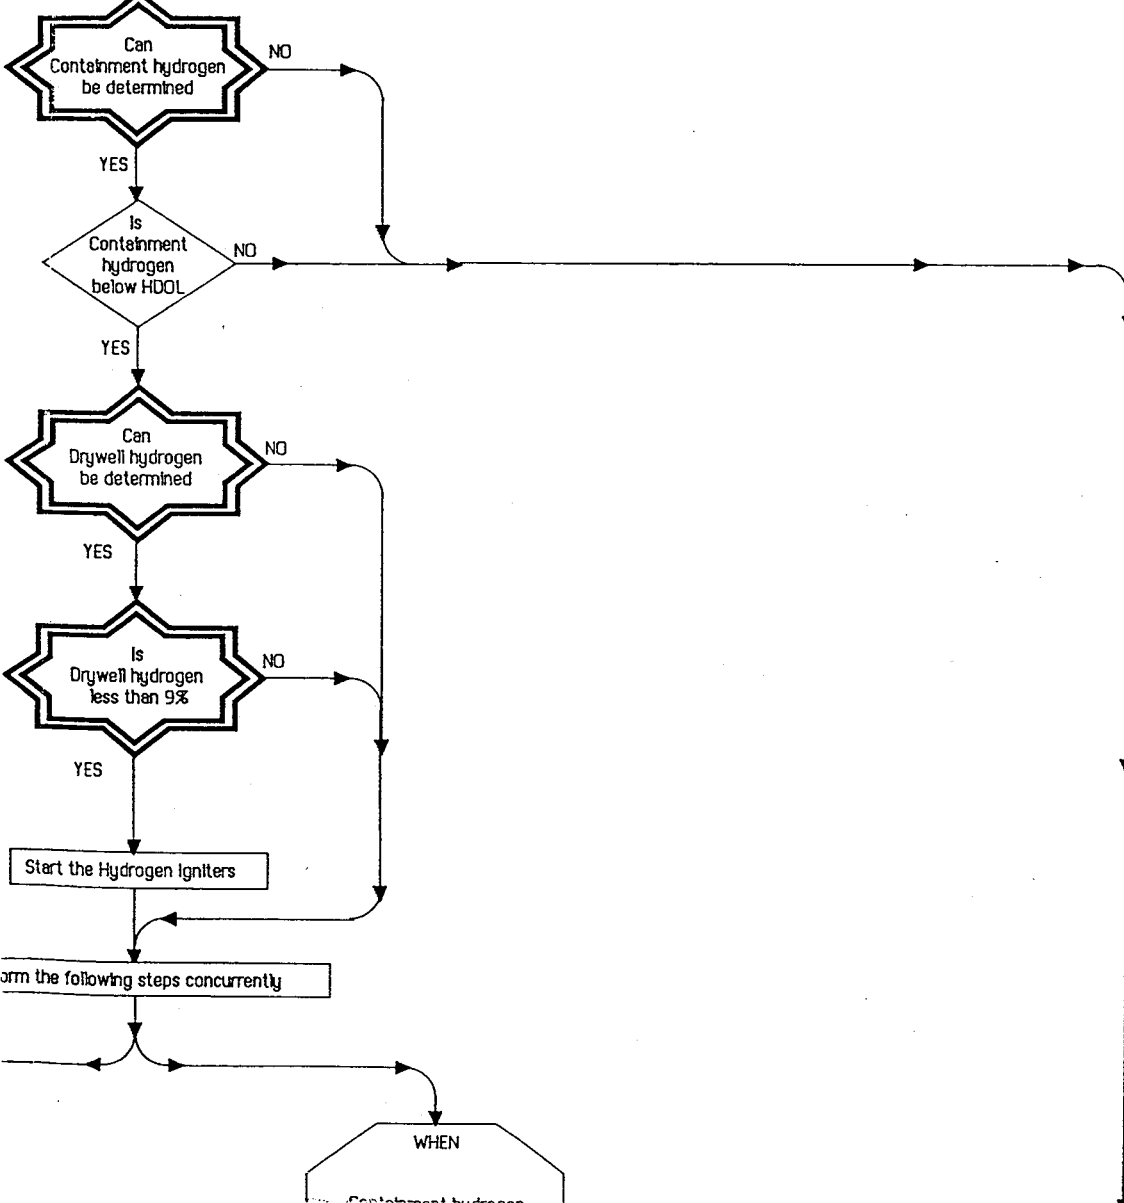 Can
Containment hydrogen
be determined
NO
YES
Is
Containment
hydrogen
below HDOL
NO
YES
Can
Drywell hydrogen
be determined
NO
YES
Is
Drywell hydrogen
less than 9%
NO
YES
Start the Hydrogen Igniters
orm the following steps concurrently
WHEN
Containment hydrogen